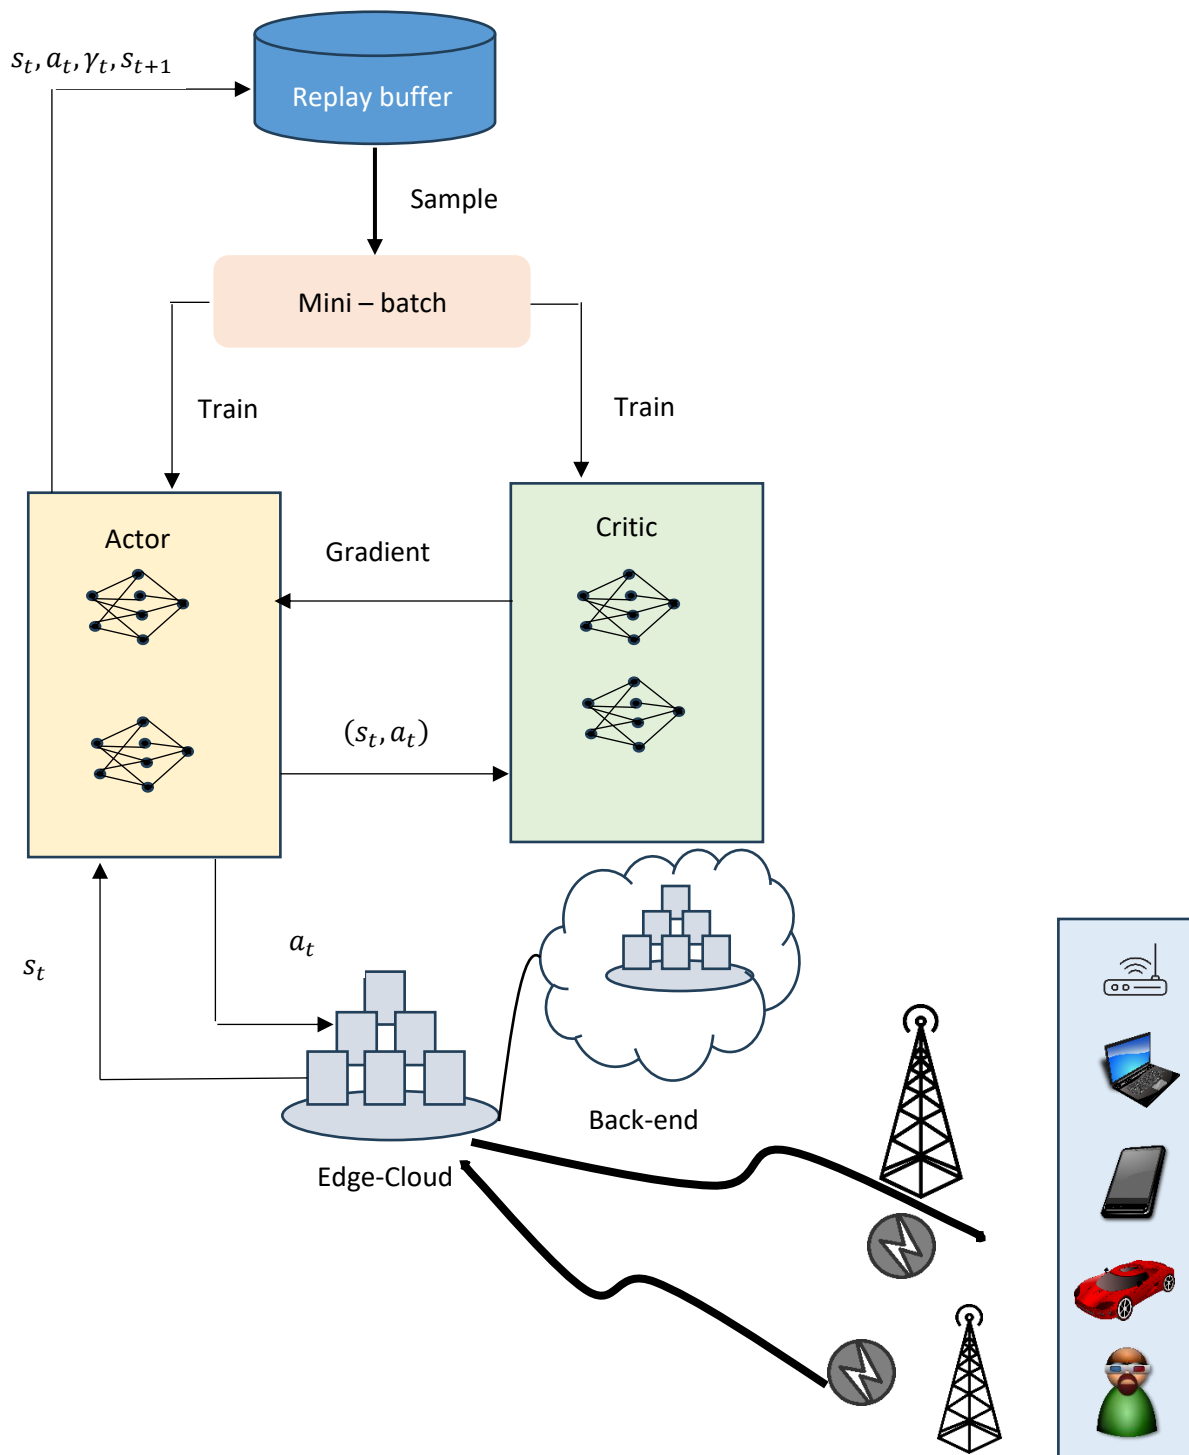 s_t, a_t, γ_t, s_{t+1}
Replay buffer
Sample
Mini – batch
Train
Train
Actor
Critic
Gradient
(s_t, a_t)
a_t
s_t
Back-end
Edge-Cloud